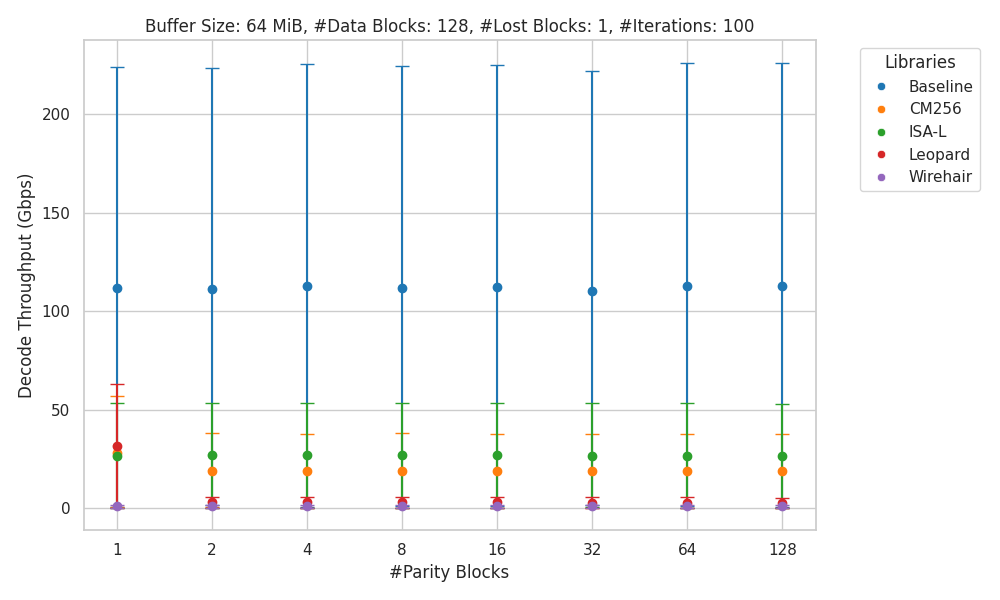 Buffer Size: 64 MiB, #Data Blocks: 128, #Lost Blocks: 1, #Iterations: 100
Libraries
Baseline
CM256
ISA-L
Leopard
Wirehair
Decode Throughput (Gbps)
200
150
100
50
0
1 2 4 8 16 32 64 128
#Parity Blocks